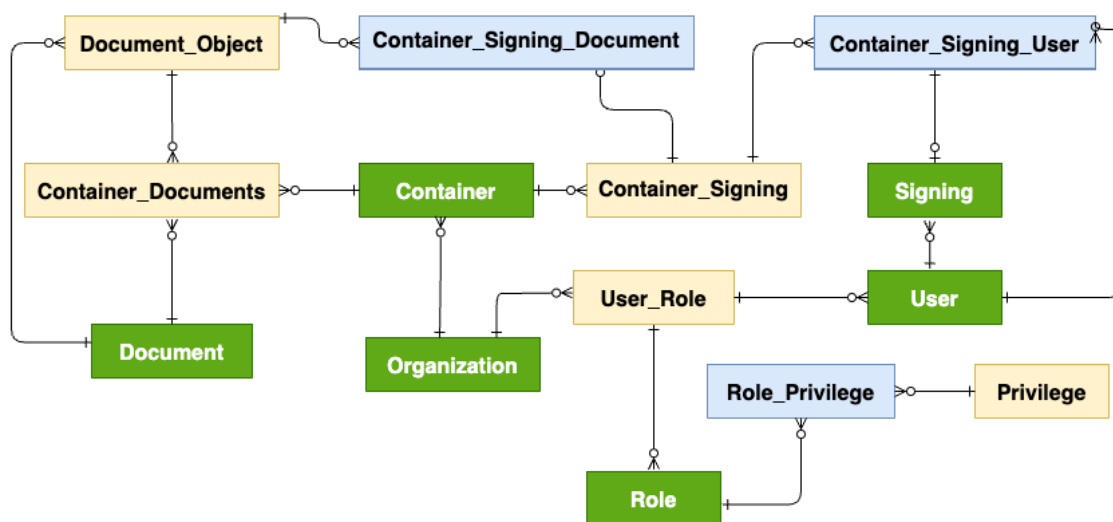 Document_Object
Container_Signing_Document
Container_Signing_User
Container_Documents
Container
Container_Signing
Signing
User_Role
User
Document
Organization
Role_Privilege
Privilege
Role